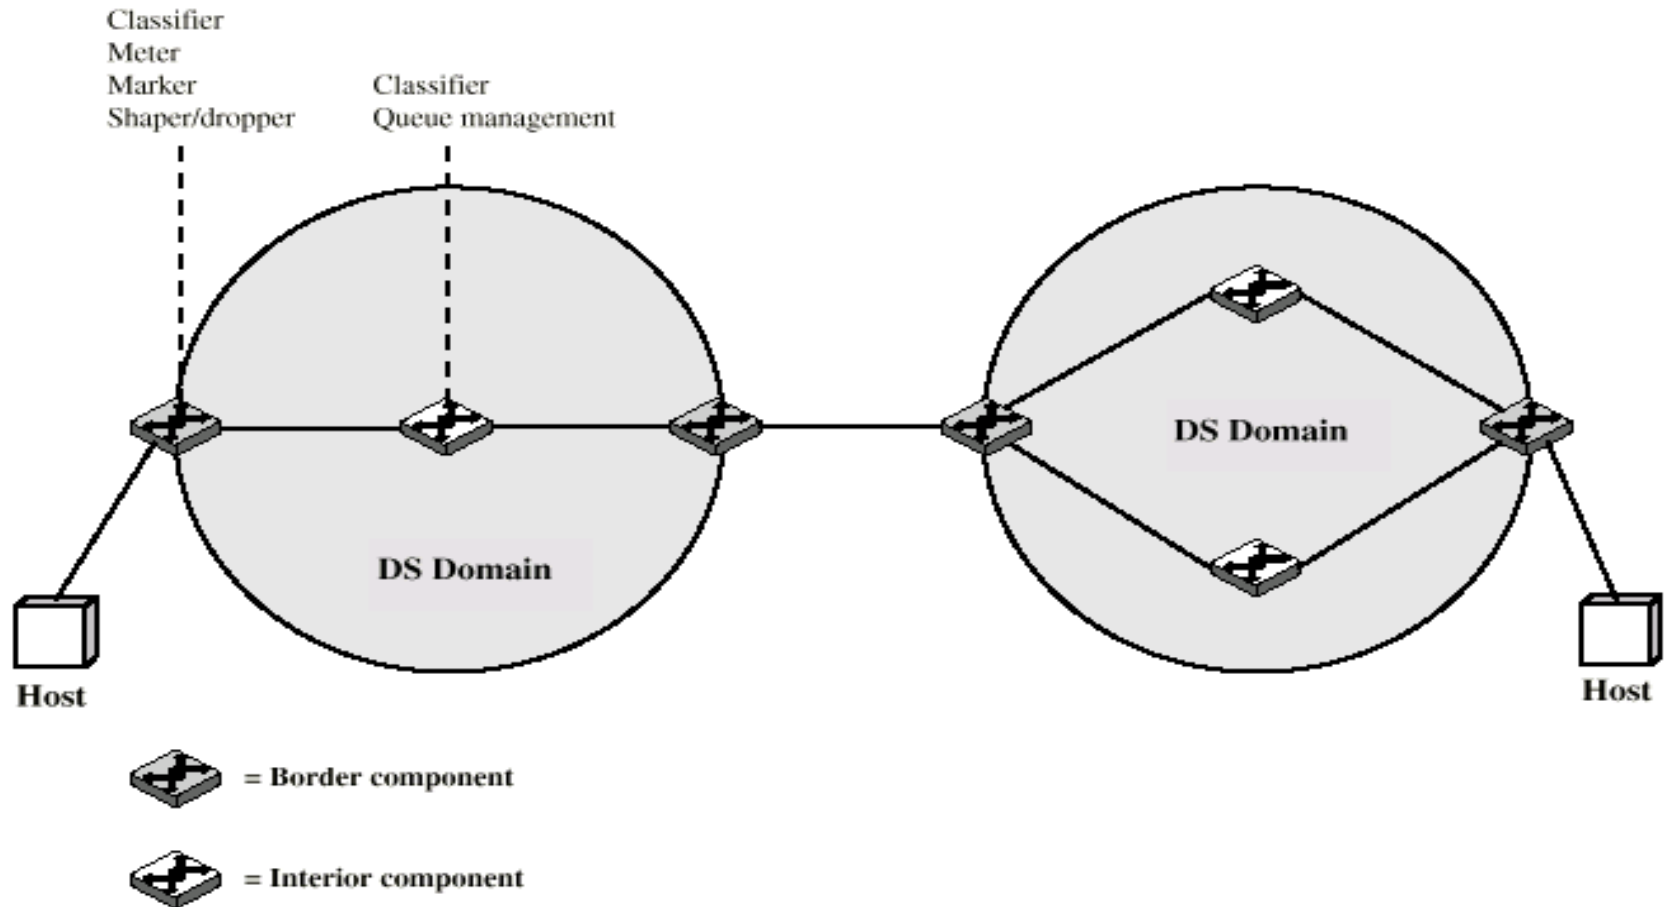 Classifier
Meter
Marker
Shaper/dropper
Classifier
Queue management
DS Domain
DS Domain
Host
Host
= Border component
= Interior component